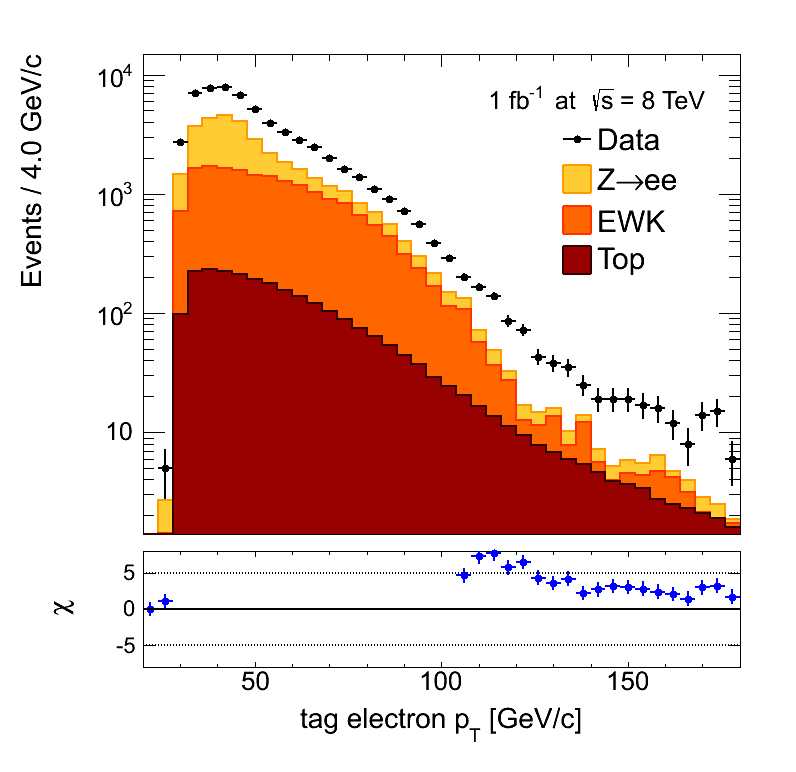 Events / 4.0 GeV/c
10⁴
10³
10²
10
1 fb⁻¹ at √s = 8 TeV
Data
Z→ee
EWK
Top
χ
5
0
-5
50 100 150
tag electron p_T [GeV/c]